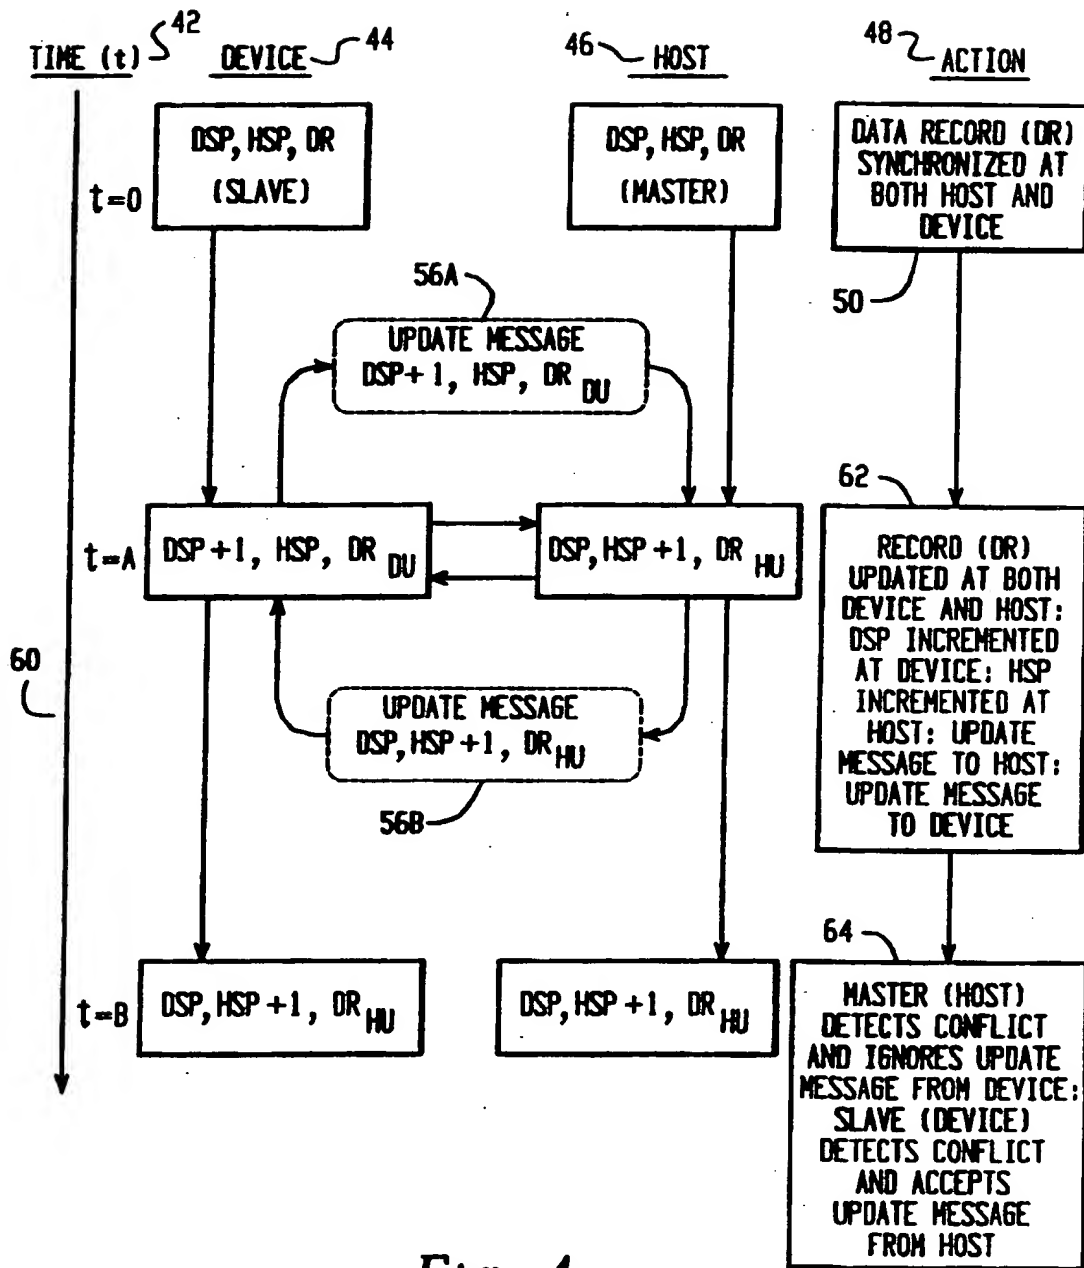 TIME (t) 42 DEVICE 44 46 HOST 48 ACTION
t=0
DSP, HSP, DR
(SLAVE)
DSP, HSP, DR
(MASTER)
DATA RECORD (DR)
SYNCHRONIZED AT
BOTH HOST AND
DEVICE
50
56A
UPDATE MESSAGE
DSP+1, HSP, DR DU
62
t=A
DSP+1, HSP, DR DU
DSP,HSP+1, DR HU
RECORD (DR)
UPDATED AT BOTH
DEVICE AND HOST:
DSP INCREMENTED
AT DEVICE: HSP
INCREMENTED AT
HOST: UPDATE
MESSAGE TO HOST:
UPDATE MESSAGE
TO DEVICE
60
UPDATE MESSAGE
DSP,HSP+1, DR HU
56B
64
t=B
DSP,HSP+1, DR HU
DSP,HSP+1, DR HU
MASTER (HOST)
DETECTS CONFLICT
AND IGNORES UPDATE
MESSAGE FROM DEVICE:
SLAVE (DEVICE)
DETECTS CONFLICT
AND ACCEPTS
UPDATE MESSAGE
FROM HOST